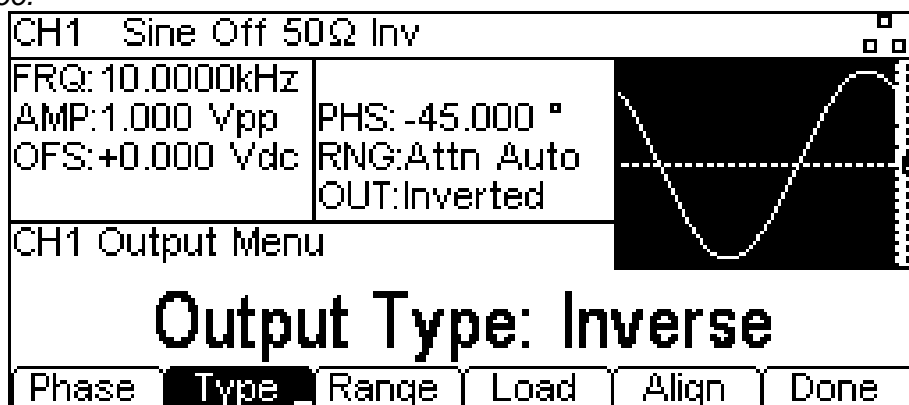 CH1 Sine Off 50Ω Inv
FRQ:10.0000kHz
AMP:1.000 Vpp
OFS:+0.000 Vdc
PHS:-45.000 °
RNG:Attn Auto
OUT:Inverted
CH1 Output Menu
Output Type: Inverse
Phase Type Range Load Align Done